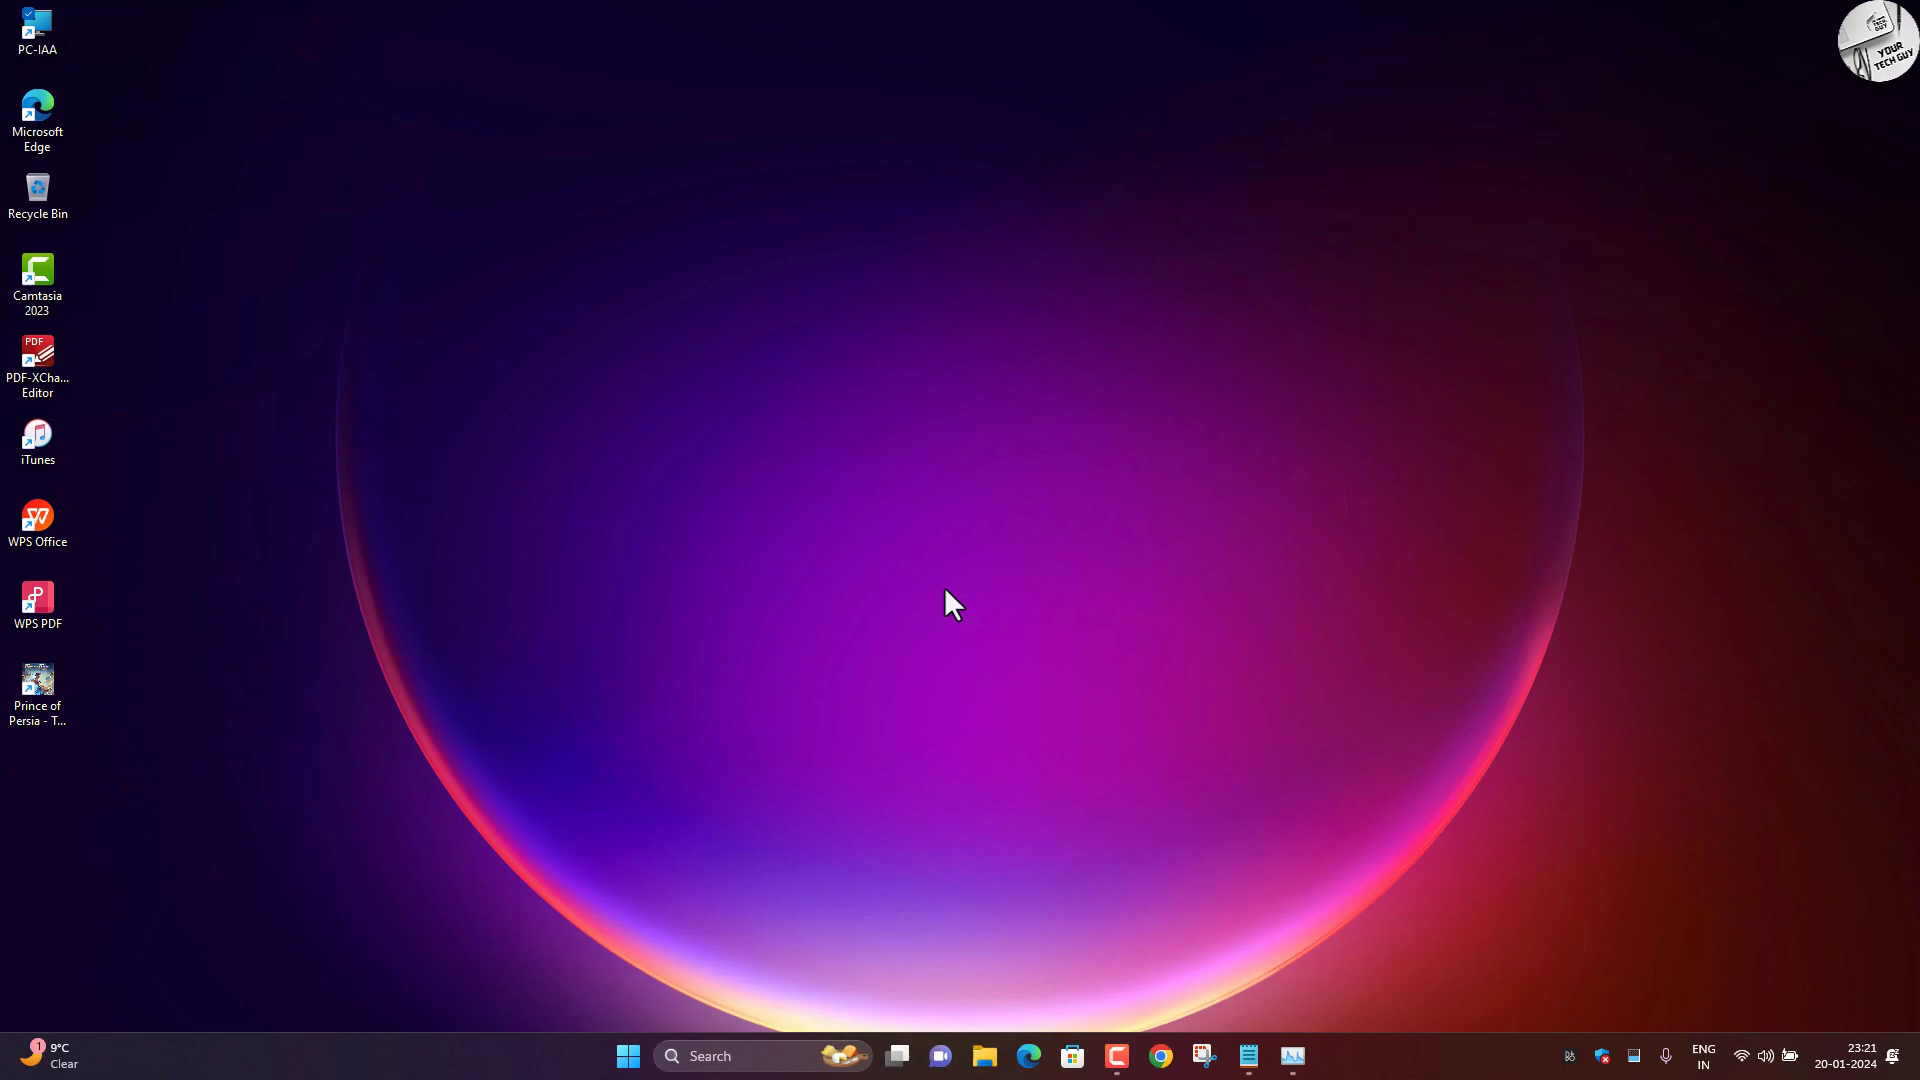 PC-IAA
Microsoft
Edge
Recycle Bin
Camtasia
2023
PDF
PDF-XCha...
Editor
iTunes
WPS Office
WPS PDF
Prince of
Persia - T...
YOUR
TECH GUY
1
9°C
Clear
Search
ENG
IN
23:21
20-01-2024